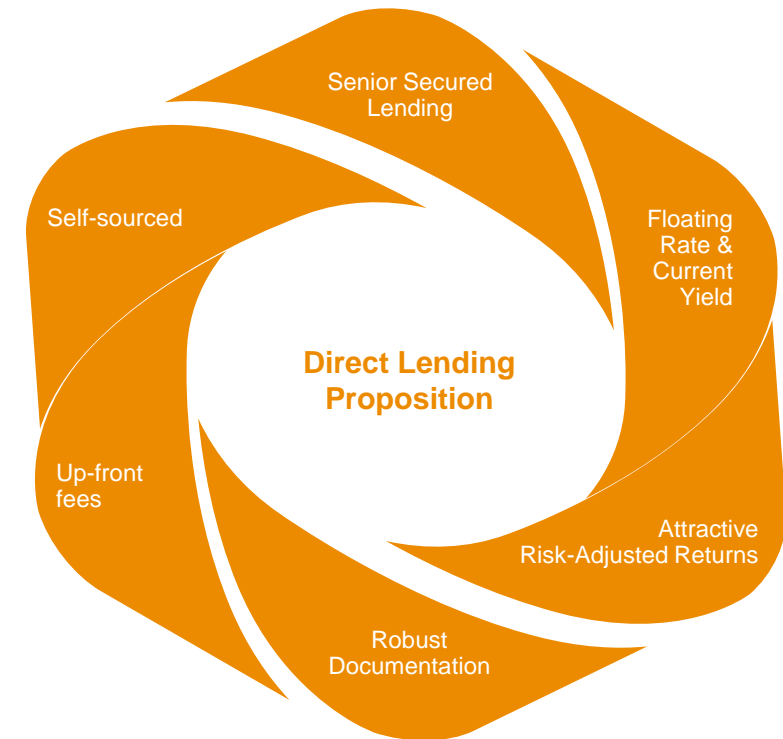 Senior Secured
Lending
Floating
Rate &
Current
Yield
Attractive
Risk-Adjusted Returns
Robust
Documentation
Up-front
fees
Self-sourced
Direct Lending
Proposition